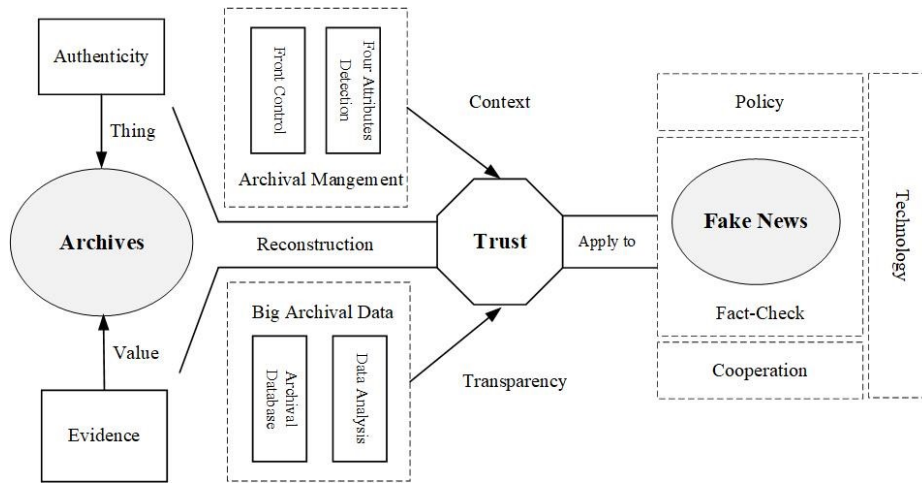 Authenticity
Thing
Archives
Value
Evidence
Front Control
Four Attributes
Detection
Archival Mangement
Reconstruction
Big Archival Data
Archival
Database
Data Analysis
Context
Trust
Transparency
Apply to
Policy
Fake News
Fact-Check
Cooperation
Technology